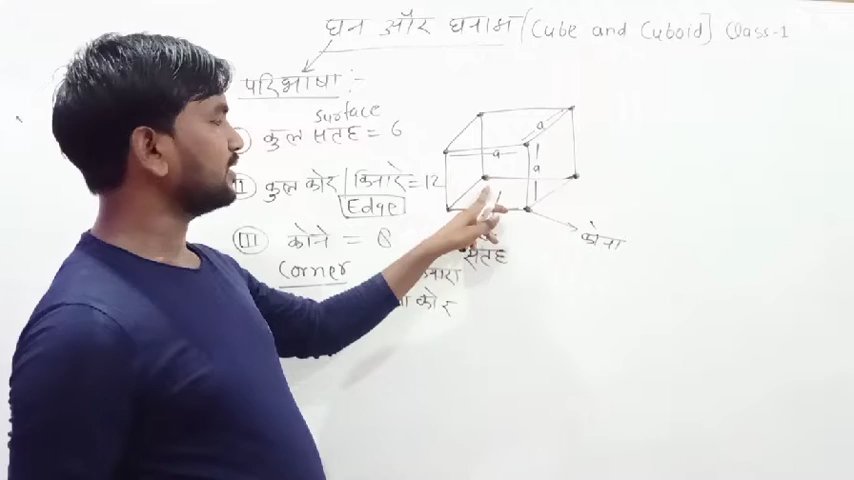 घन और घनाभ [Cube and Cuboid] Class-1
परिभाषा :-
surface
कुल सतह = 6
II कुल कोर / किनारे = 12
Edge
III कोने = 8
Corner
a
a
a
कोना
सतह
कोर